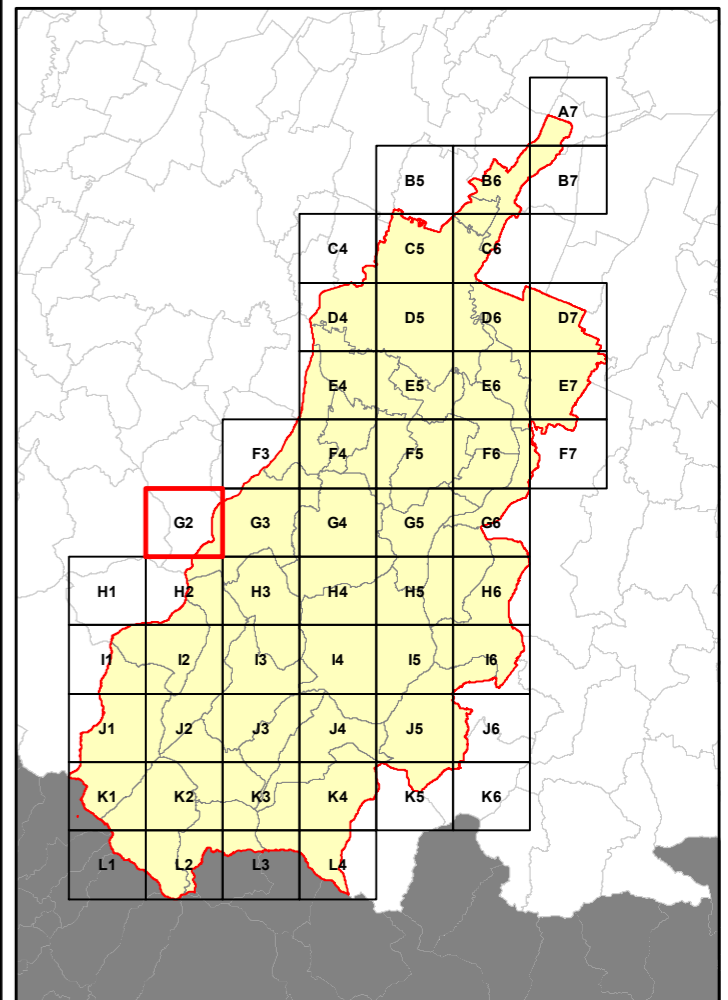 A7
B5 B6 B7
C4 C5 C6
D4 D5 D6 D7
E4 E5 E6 E7
F3 F4 F5 F6 F7
G2 G3 G4 G5 G6
H1 H2 H3 H4 H5 H6
I1 I2 I3 I4 I5 I6
J1 J2 J3 J4 J5 J6
K1 K2 K3 K4 K5 K6
L1 L2 L3 L4